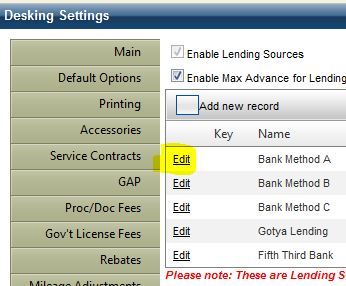 Desking Settings
Main
Default Options
Printing
Accessories
Service Contracts
GAP
Proc/Doc Fees
Gov't License Fees
Rebates
Mileage Adjustments
Enable Lending Sources
Enable Max Advance for Lending
Add new record
Key Name
Edit Bank Method A
Edit Bank Method B
Edit Bank Method C
Edit Gotya Lending
Edit Fifth Third Bank
Please note: These are Lending S